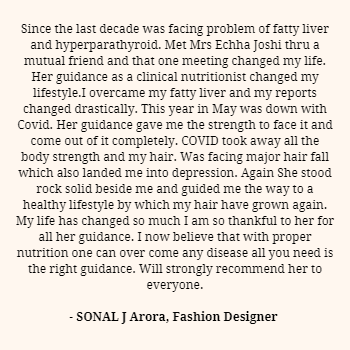 Since the last decade was facing problem of fatty liver
and hyperparathyroid. Met Mrs Echha Joshi thru a
mutual friend and that one meeting changed my life.
Her guidance as a clinical nutritionist changed my
lifestyle.I overcame my fatty liver and my reports
changed drastically. This year in May was down with
Covid. Her guidance gave me the strength to face it and
come out of it completely. COVID took away all the
body strength and my hair. Was facing major hair fall
which also landed me into depression. Again She stood
rock solid beside me and guided me the way to a
healthy lifestyle by which my hair have grown again.
My life has changed so much I am so thankful to her for
all her guidance. I now believe that with proper
nutrition one can over come any disease all you need is
the right guidance. Will strongly recommend her to
everyone.
- SONAL J Arora, Fashion Designer